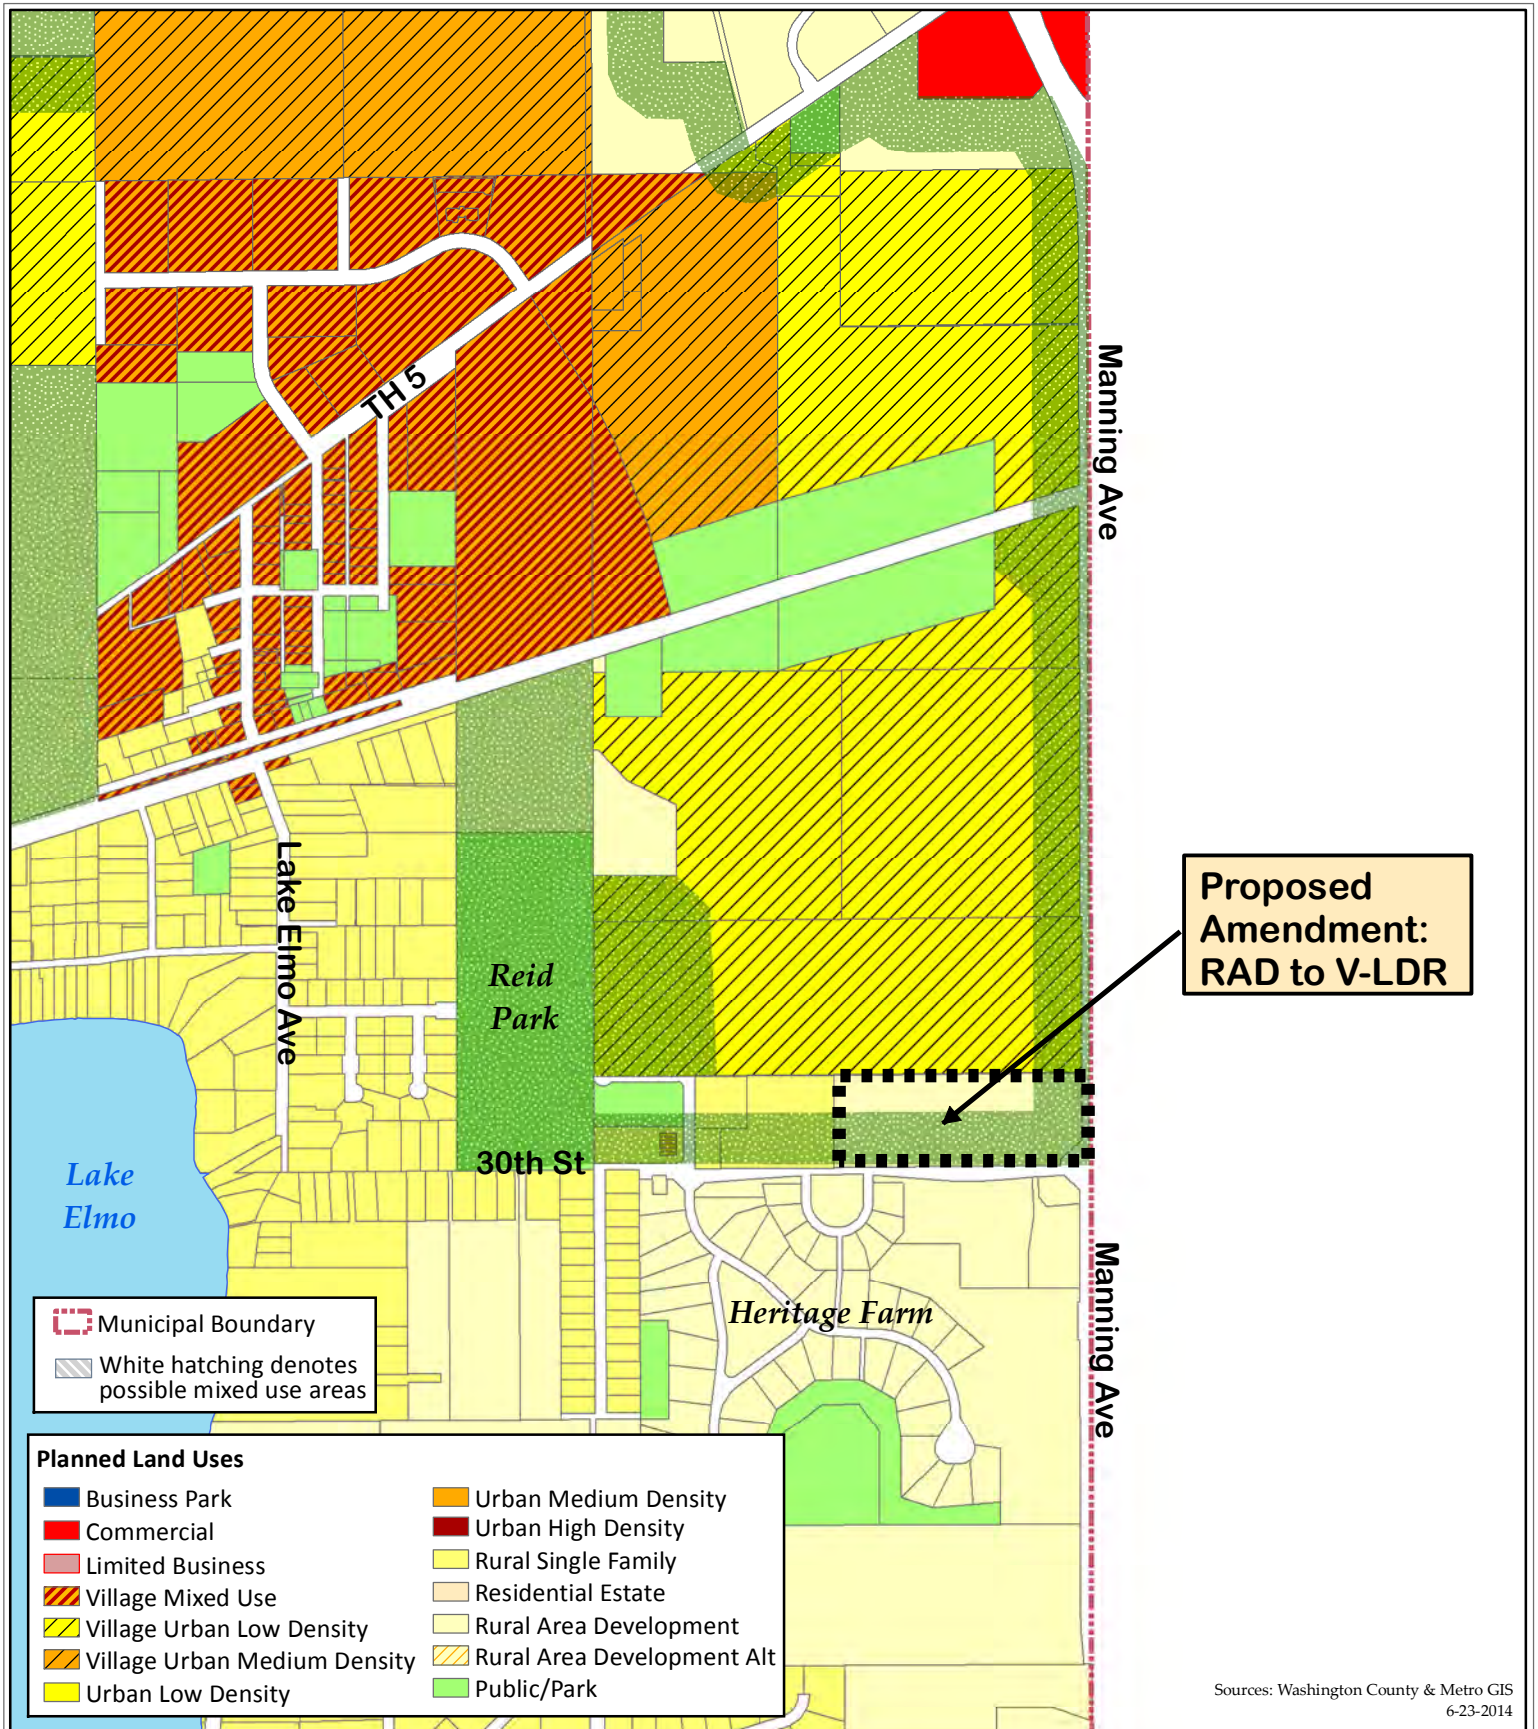 TH 5
Manning Ave
Proposed
Amendment:
RAD to V-LDR
Lake Elmo Ave
Reid
Park
30th St
Lake
Elmo
Heritage Farm
Manning Ave
Municipal Boundary
White hatching denotes
possible mixed use areas
Planned Land Uses
Business Park
Commercial
Limited Business
Village Mixed Use
Village Urban Low Density
Village Urban Medium Density
Urban Low Density
Urban Medium Density
Urban High Density
Rural Single Family
Residential Estate
Rural Area Development
Rural Area Development Alt
Public/Park
Sources: Washington County & Metro GIS
6-23-2014